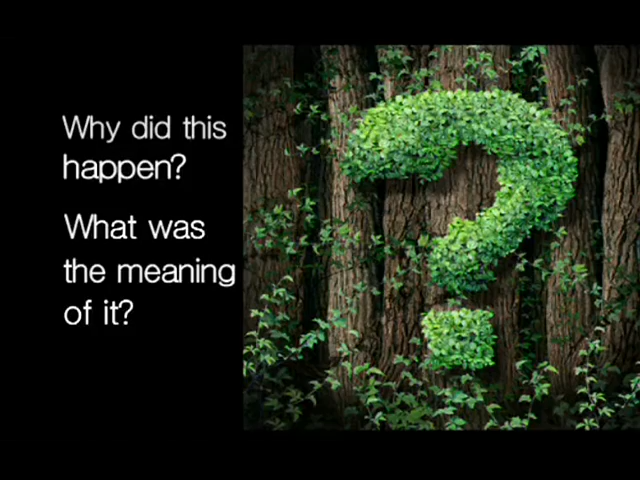 Why did this
happen?
What was
the meaning
of it?